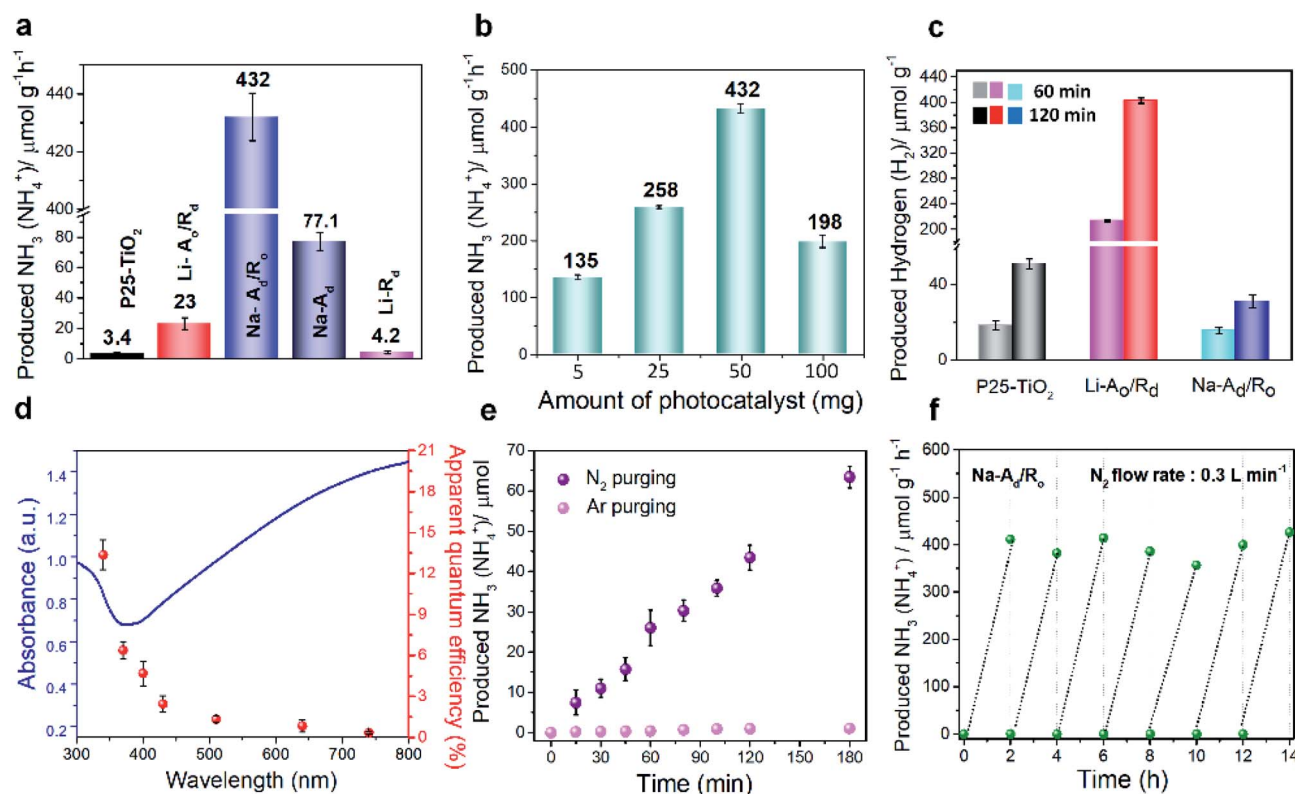 a
Produced NH₃ (NH₄⁺)/ μmol g⁻¹h⁻¹
440
420
400
80
60
40
20
0
3.4
P25-TiO₂
23
Li- Aₒ/R_d
432
Na- A_d/Rₒ
77.1
Na-A_d
4.2
Li-R_d
b
Produced NH₃ (NH₄⁺)/ μmol g⁻¹h⁻¹
500
400
300
200
100
0
135
258
432
198
5 25 50 100
Amount of photocatalyst (mg)
c
Produced Hydrogen (H₂)/ μmol g⁻¹
440
400
360
320
280
240
200
40
0
60 min
120 min
P25-TiO₂ Li-Aₒ/R_d Na-A_d/Rₒ
d
Absorbance (a.u.)
1.4
1.2
1.0
0.8
0.6
0.4
0.2
300 400 500 600 700 800
Wavelength (nm)
21
18
15
12
9
6
3
0
Apparent quantum efficiency (%)
e
Produced NH₃ (NH₄⁺)/ μmol
70
60
50
40
30
20
10
0
N₂ purging
Ar purging
0 30 60 90 120 150 180
Time (min)
f
Produced NH₃ (NH₄⁺) / μmol g⁻¹ h⁻¹
600
500
400
300
200
100
0
Na-A_d/Rₒ N₂ flow rate : 0.3 L min⁻¹
0 2 4 6 8 10 12 14
Time (h)